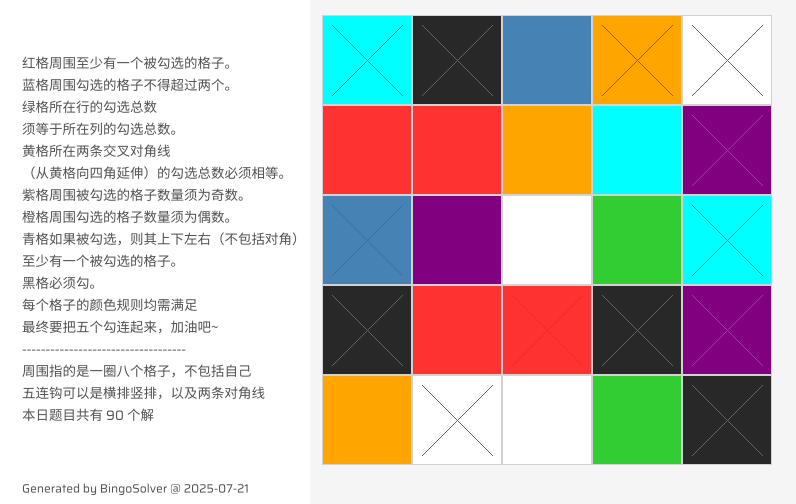 红格周围至少有一个被勾选的格子。
蓝格周围勾选的格子不得超过两个。
绿格所在行的勾选总数
须等于所在列的勾选总数。
黄格所在两条交叉对角线
（从黄格向四角延伸）的勾选总数必须相等。
紫格周围被勾选的格子数量须为奇数。
橙格周围勾选的格子数量须为偶数。
青格如果被勾选，则其上下左右（不包括对角）
至少有一个被勾选的格子。
黑格必须勾。
每个格子的颜色规则均需满足
最终要把五个勾连起来，加油吧~
-----------------------------------
周围指的是一圈八个格子，不包括自己
五连钩可以是横排竖排，以及两条对角线
本日题目共有 90 个解
Generated by BingoSolver @ 2025-07-21